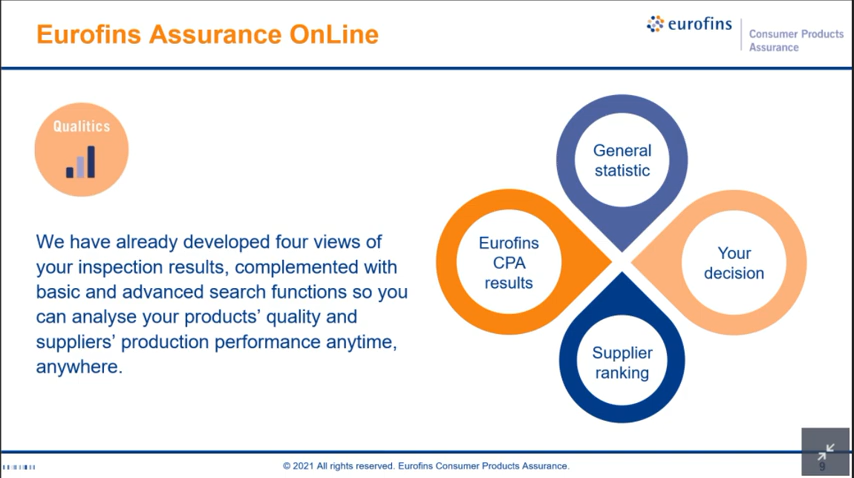 Eurofins Assurance OnLine
eurofins
Consumer Products
Assurance
Qualitics
We have already developed four views of
your inspection results, complemented with
basic and advanced search functions so you
can analyse your products' quality and
suppliers' production performance anytime,
anywhere.
General
statistic
Eurofins
CPA
results
Your
decision
Supplier
ranking
© 2021 All rights reserved. Eurofins Consumer Products Assurance.
9